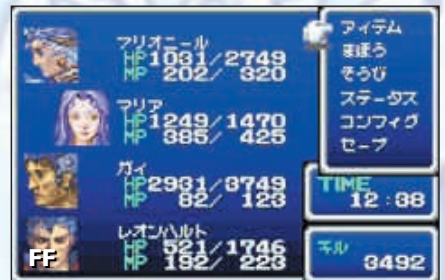 フリオニール
HP1031/2749
MP 202/ 320
マリア
HP1249/1470
MP 385/ 425
ガイ
HP2931/3749
MP 82/ 123
レオンハルト
HP 521/1746
MP 192/ 223
アイテム
まほう
そうび
ステータス
コンフィグ
セーブ
TIME
12:38
ギル
3492
FF